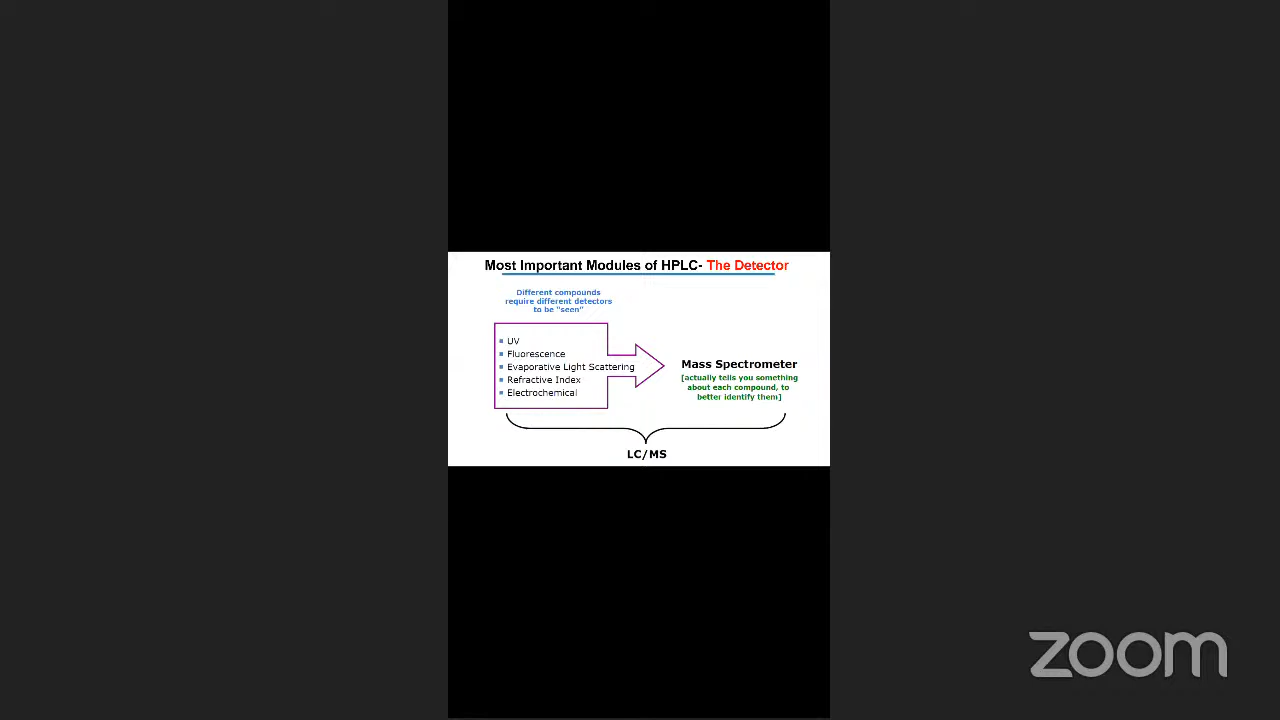 Most Important Modules of HPLC- The Detector
Different compounds
require different detectors
to be "seen"
UV
Fluorescence
Evaporative Light Scattering
Refractive Index
Electrochemical
Mass Spectrometer
[actually tells you something
about each compound, to
better identify them]
LC/MS
zoom